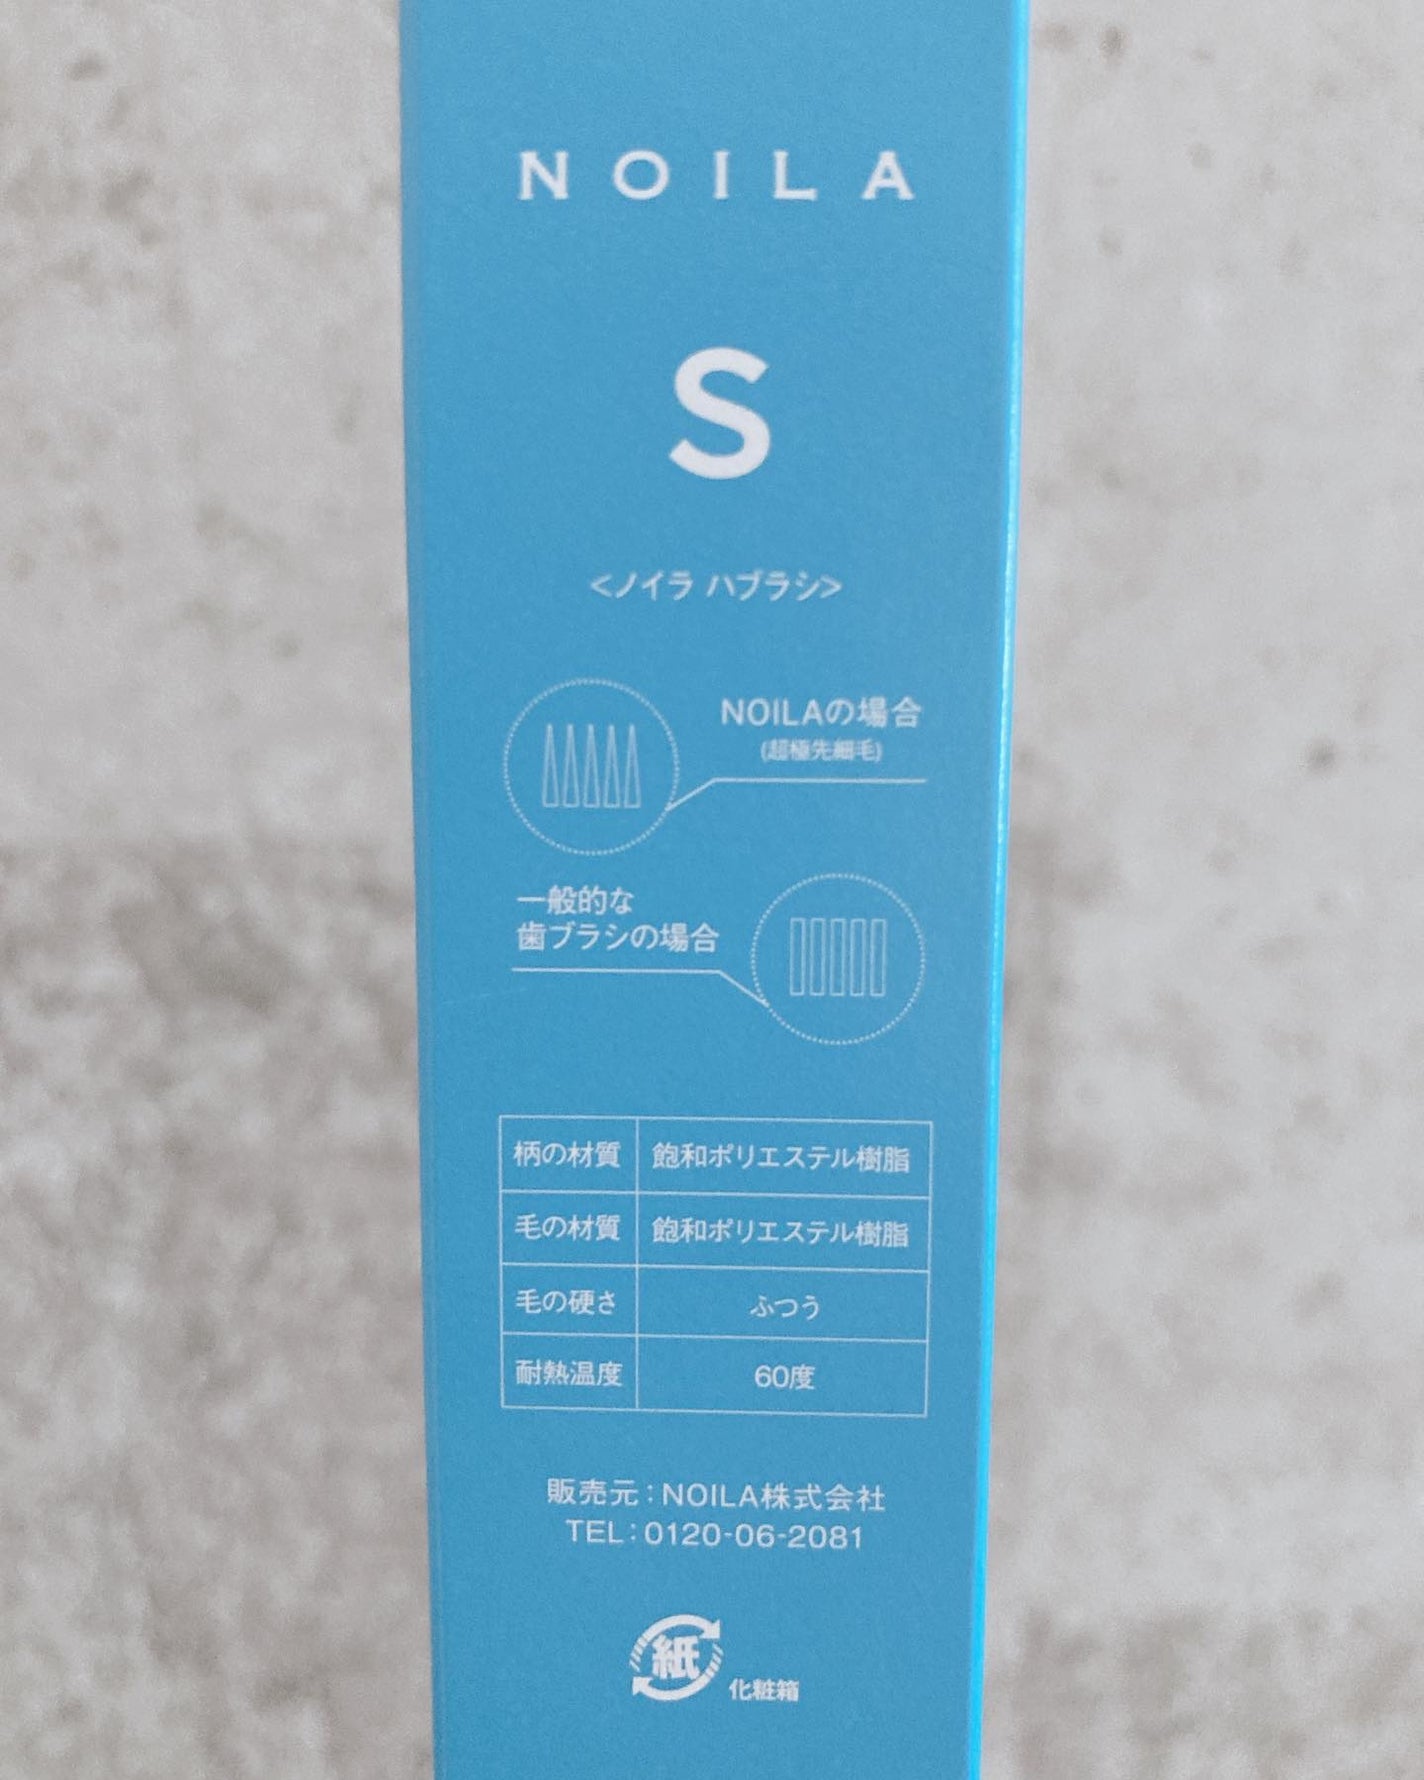 NOILA
S
<ノイラ ハブラシ>
NOILAの場合
(超極先細毛)
一般的な
歯ブラシの場合
柄の材質 飽和ポリエステル樹脂
毛の材質 飽和ポリエステル樹脂
毛の硬さ ふつう
耐熱温度 60度
販売元:NOILA株式会社
TEL:0120-06-2081
紙 化粧箱